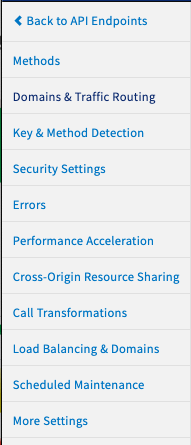 Back to API Endpoints
Methods
Domains & Traffic Routing
Key & Method Detection
Security Settings
Errors
Performance Acceleration
Cross-Origin Resource Sharing
Call Transformations
Load Balancing & Domains
Scheduled Maintenance
More Settings